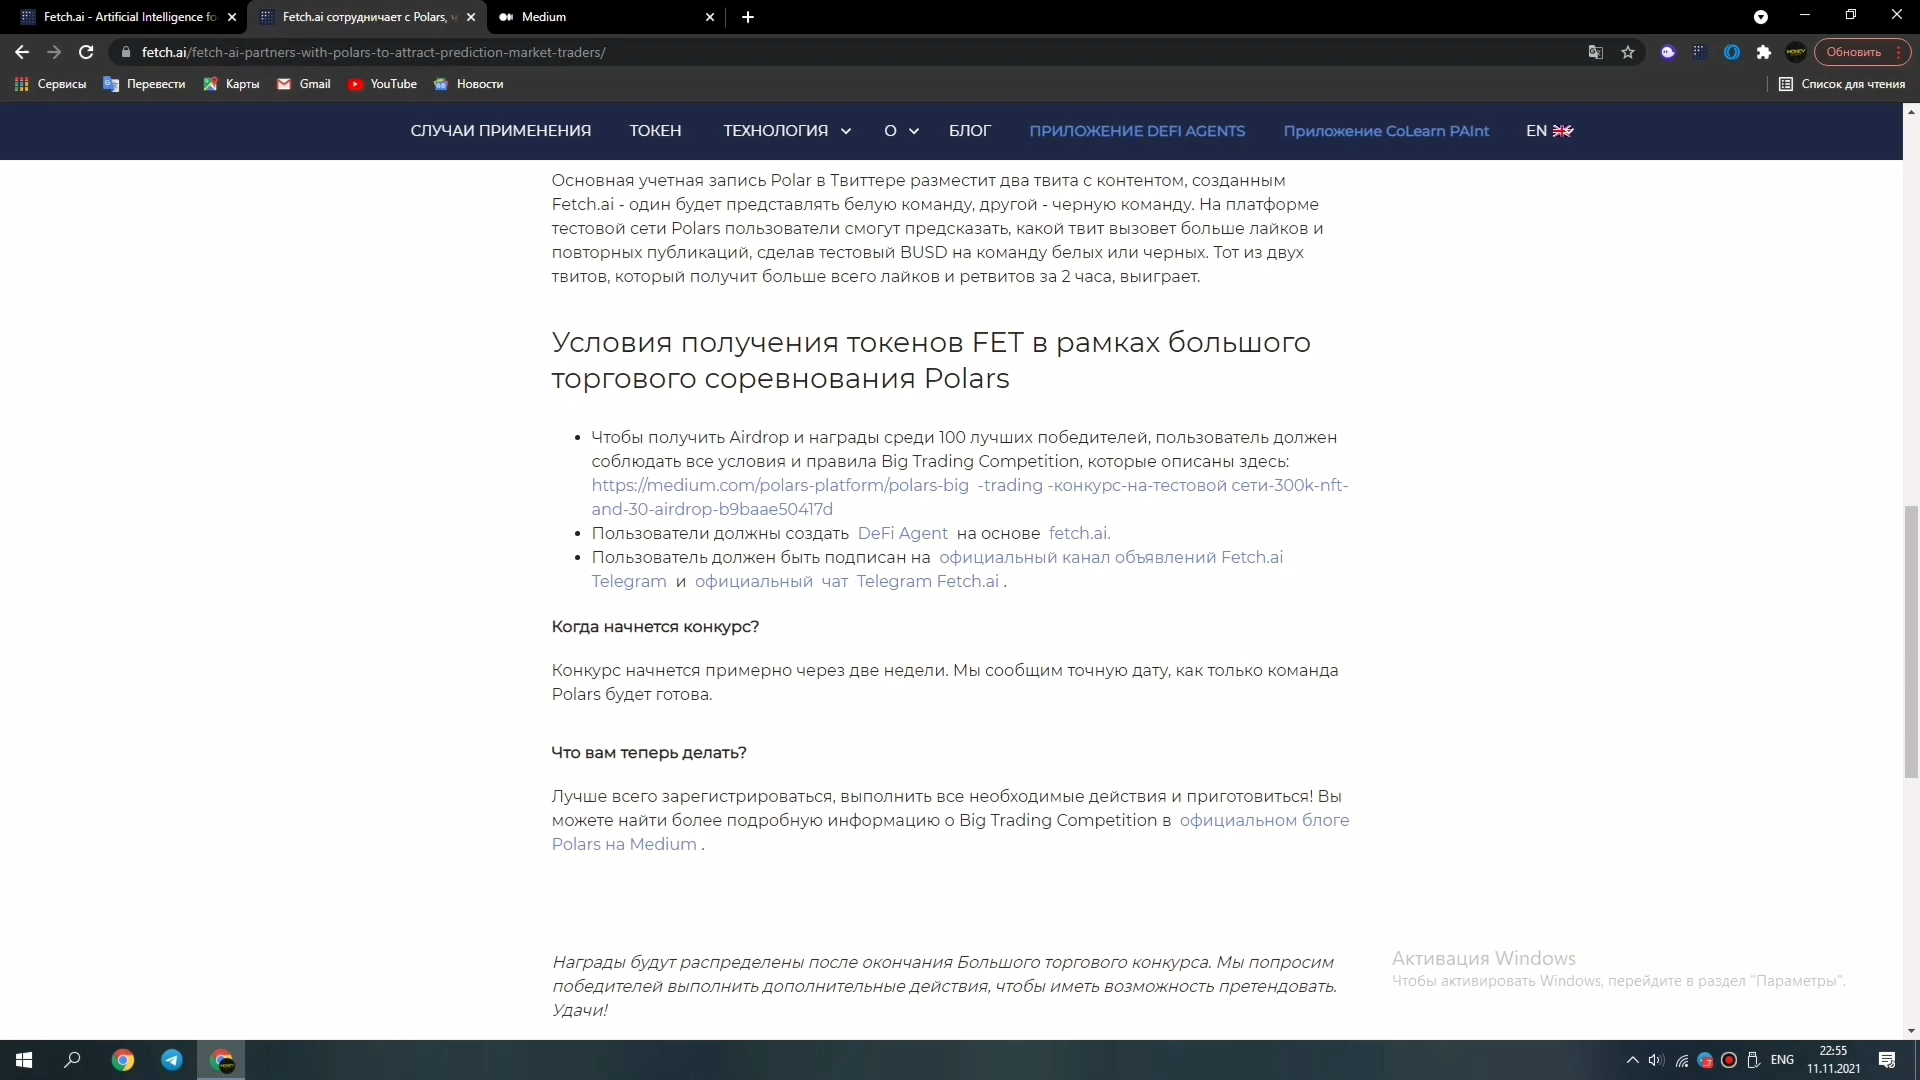 Fetch.ai - Artificial Intelligence fo
Fetch.ai сотрудничает с Polars, ч
Medium
fetch.ai/fetch-ai-partners-with-polars-to-attract-prediction-market-traders/
Обновить
Сервисы
Перевести
Карты
Gmail
YouTube
Новости
Список для чтения
СЛУЧАИ ПРИМЕНЕНИЯ
ТОКЕН
ТЕХНОЛОГИЯ
О
БЛОГ
ПРИЛОЖЕНИЕ DEFI AGENTS
Приложение CoLearn PAInt
EN
Основная учетная запись Polar в Твиттере разместит два твита с контентом, созданным
Fetch.ai - один будет представлять белую команду, другой - черную команду. На платформе
тестовой сети Polars пользователи смогут предсказать, какой твит вызовет больше лайков и
повторных публикаций, сделав тестовый BUSD на команду белых или черных. Тот из двух
твитов, который получит больше всего лайков и ретвитов за 2 часа, выиграет.
Условия получения токенов FET в рамках большого
торгового соревнования Polars
Чтобы получить Airdrop и награды среди 100 лучших победителей, пользователь должен
соблюдать все условия и правила Big Trading Competition, которые описаны здесь:
https://medium.com/polars-platform/polars-big -trading -конкурс-на-тестовой сети-300k-nft-
and-30-airdrop-b9baae50417d
Пользователи должны создать DeFi Agent на основе fetch.ai.
Пользователь должен быть подписан на официальный канал объявлений Fetch.ai
Telegram и официальный чат Telegram Fetch.ai .
Когда начнется конкурс?
Конкурс начнется примерно через две недели. Мы сообщим точную дату, как только команда
Polars будет готова.
Что вам теперь делать?
Лучше всего зарегистрироваться, выполнить все необходимые действия и приготовиться! Вы
можете найти более подробную информацию о Big Trading Competition в официальном блоге
Polars на Medium .
Награды будут распределены после окончания Большого торгового конкурса. Мы попросим
победителей выполнить дополнительные действия, чтобы иметь возможность претендовать.
Удачи!
Активация Windows
Чтобы активировать Windows, перейдите в раздел "Параметры".
ENG
22:55
11.11.2021